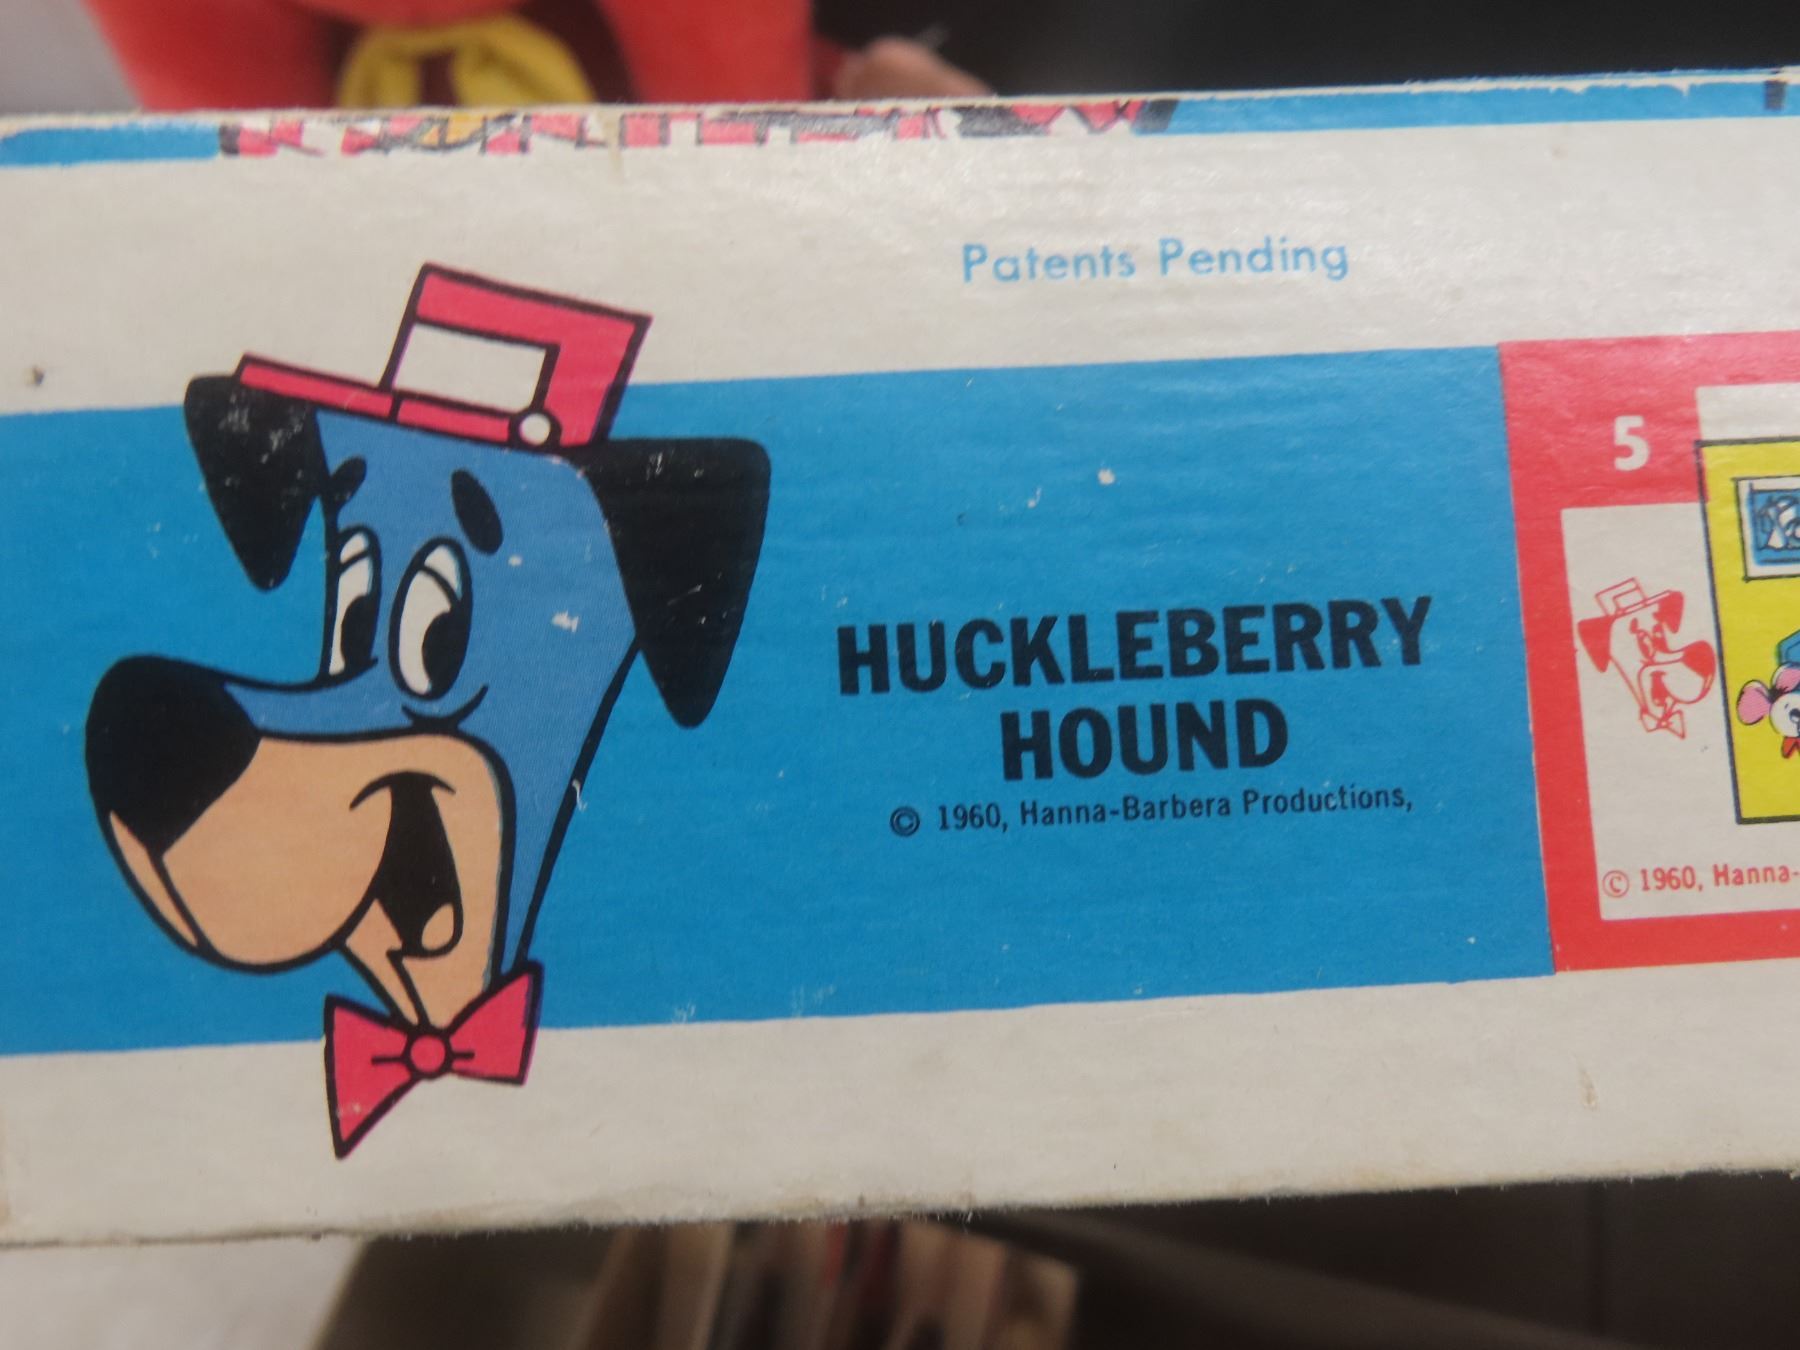 Patents Pending
5
HUCKLEBERRY
HOUND
© 1960, Hanna-Barbera Productions,
© 1960, Hanna-